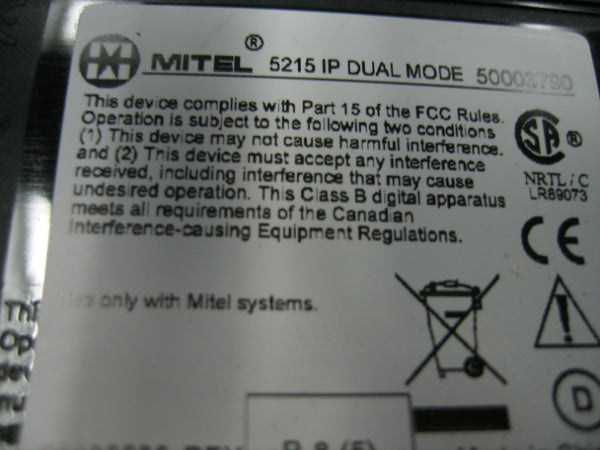 MITEL ® 5215 IP DUAL MODE 50003790
This device complies with Part 15 of the FCC Rules.
Operation is subject to the following two conditions
(1) This device may not cause harmful interference.
and (2) This device must accept any interference
received, including interference that may cause
undesired operation. This Class B digital apparatus
meets all requirements of the Canadian
Interference-causing Equipment Regulations.
SA ®
NRTL / C
LR89073
CE
Use only with Mitel systems.
D